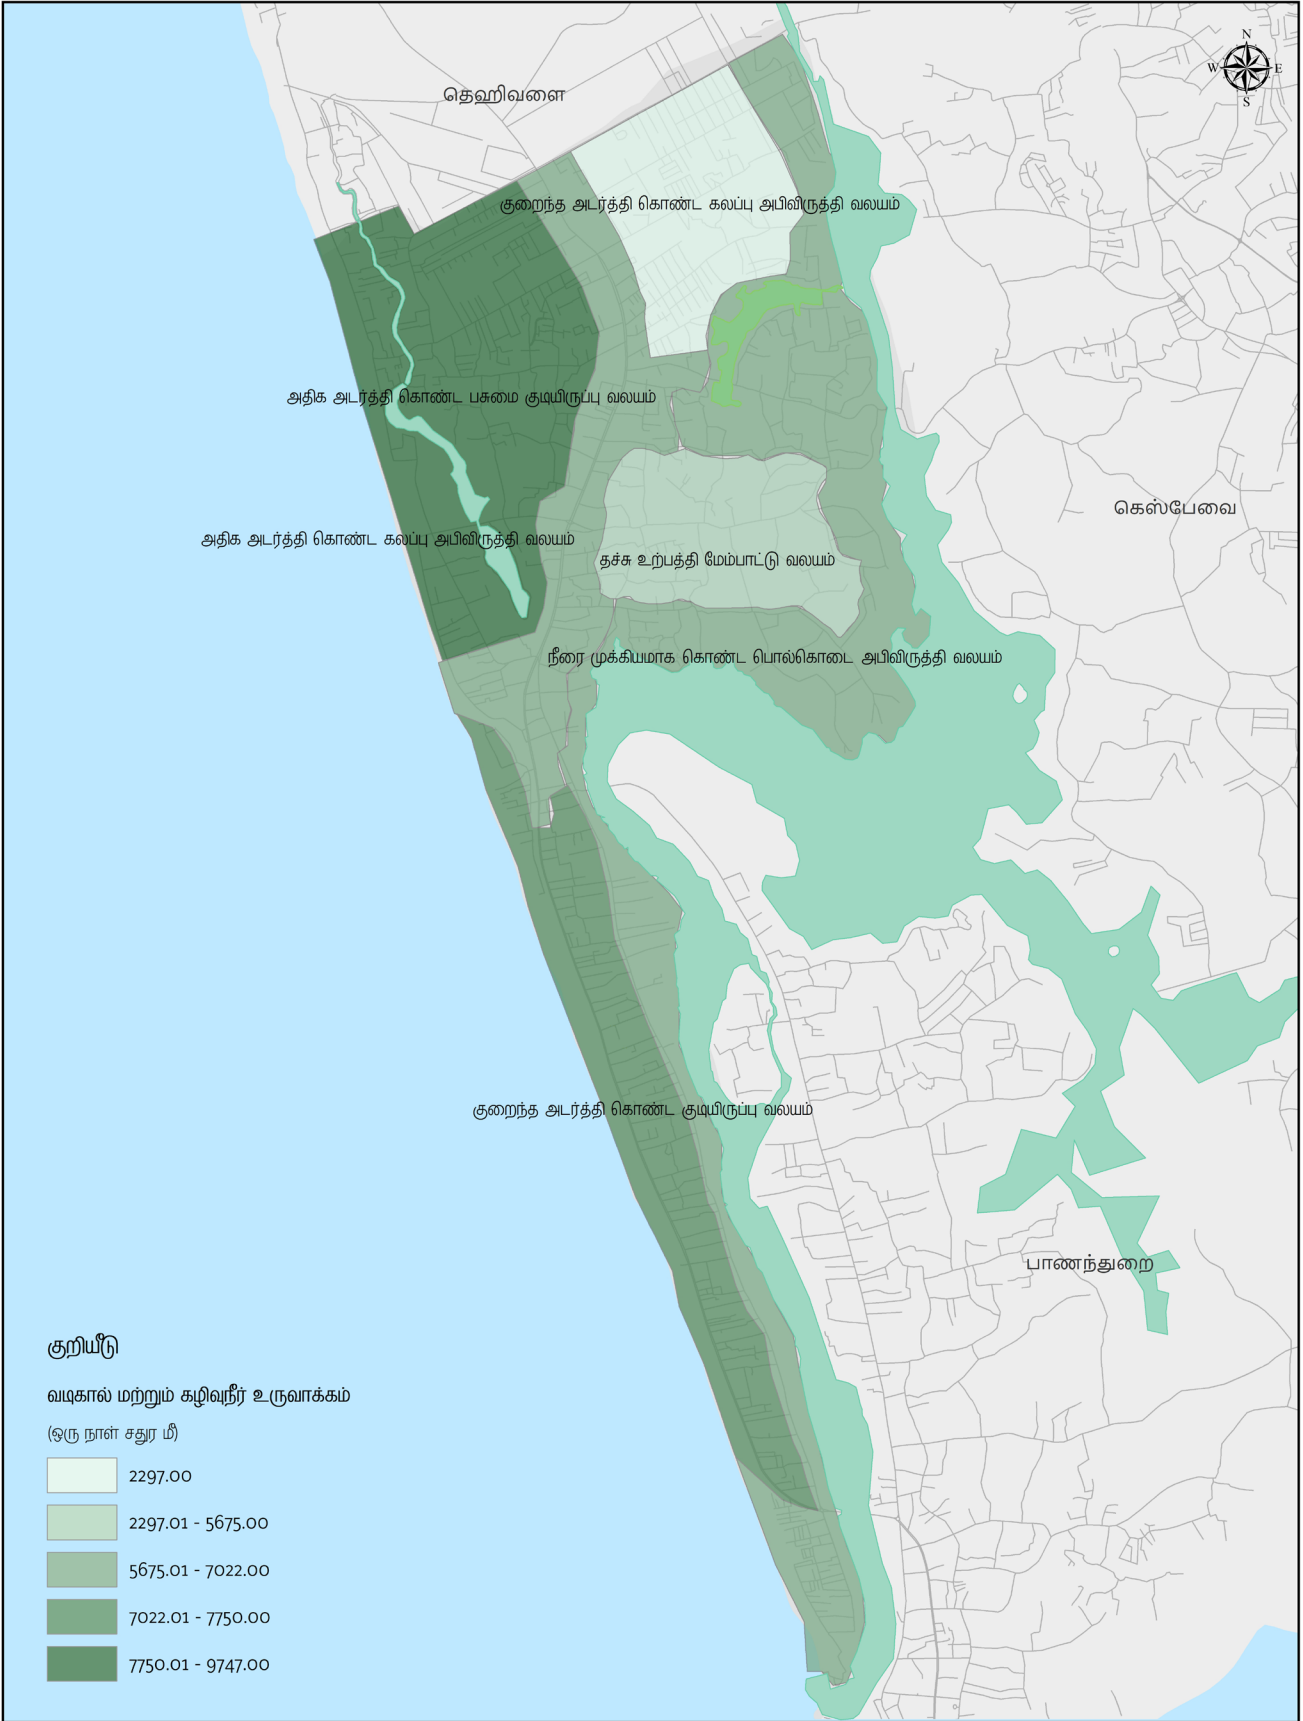 N
W E
S
தெஹிவளை
குறைந்த அடர்த்தி கொண்ட கலப்பு அபிவிருத்தி வலயம்
அதிக அடர்த்தி கொண்ட பசுமை குடியிருப்பு வலயம்
கெஸ்பேவை
அதிக அடர்த்தி கொண்ட கலப்பு அபிவிருத்தி வலயம்
தச்சு உற்பத்தி மேம்பாட்டு வலயம்
நீரை முக்கியமாக கொண்ட பொல்கொடை அபிவிருத்தி வலயம்
குறைந்த அடர்த்தி கொண்ட குடியிருப்பு வலயம்
பாணந்துறை
குறியீடு
வடிகால் மற்றும் கழிவுநீர் உருவாக்கம்
(ஒரு நாள் சதுர மீ)
2297.00
2297.01 - 5675.00
5675.01 - 7022.00
7022.01 - 7750.00
7750.01 - 9747.00